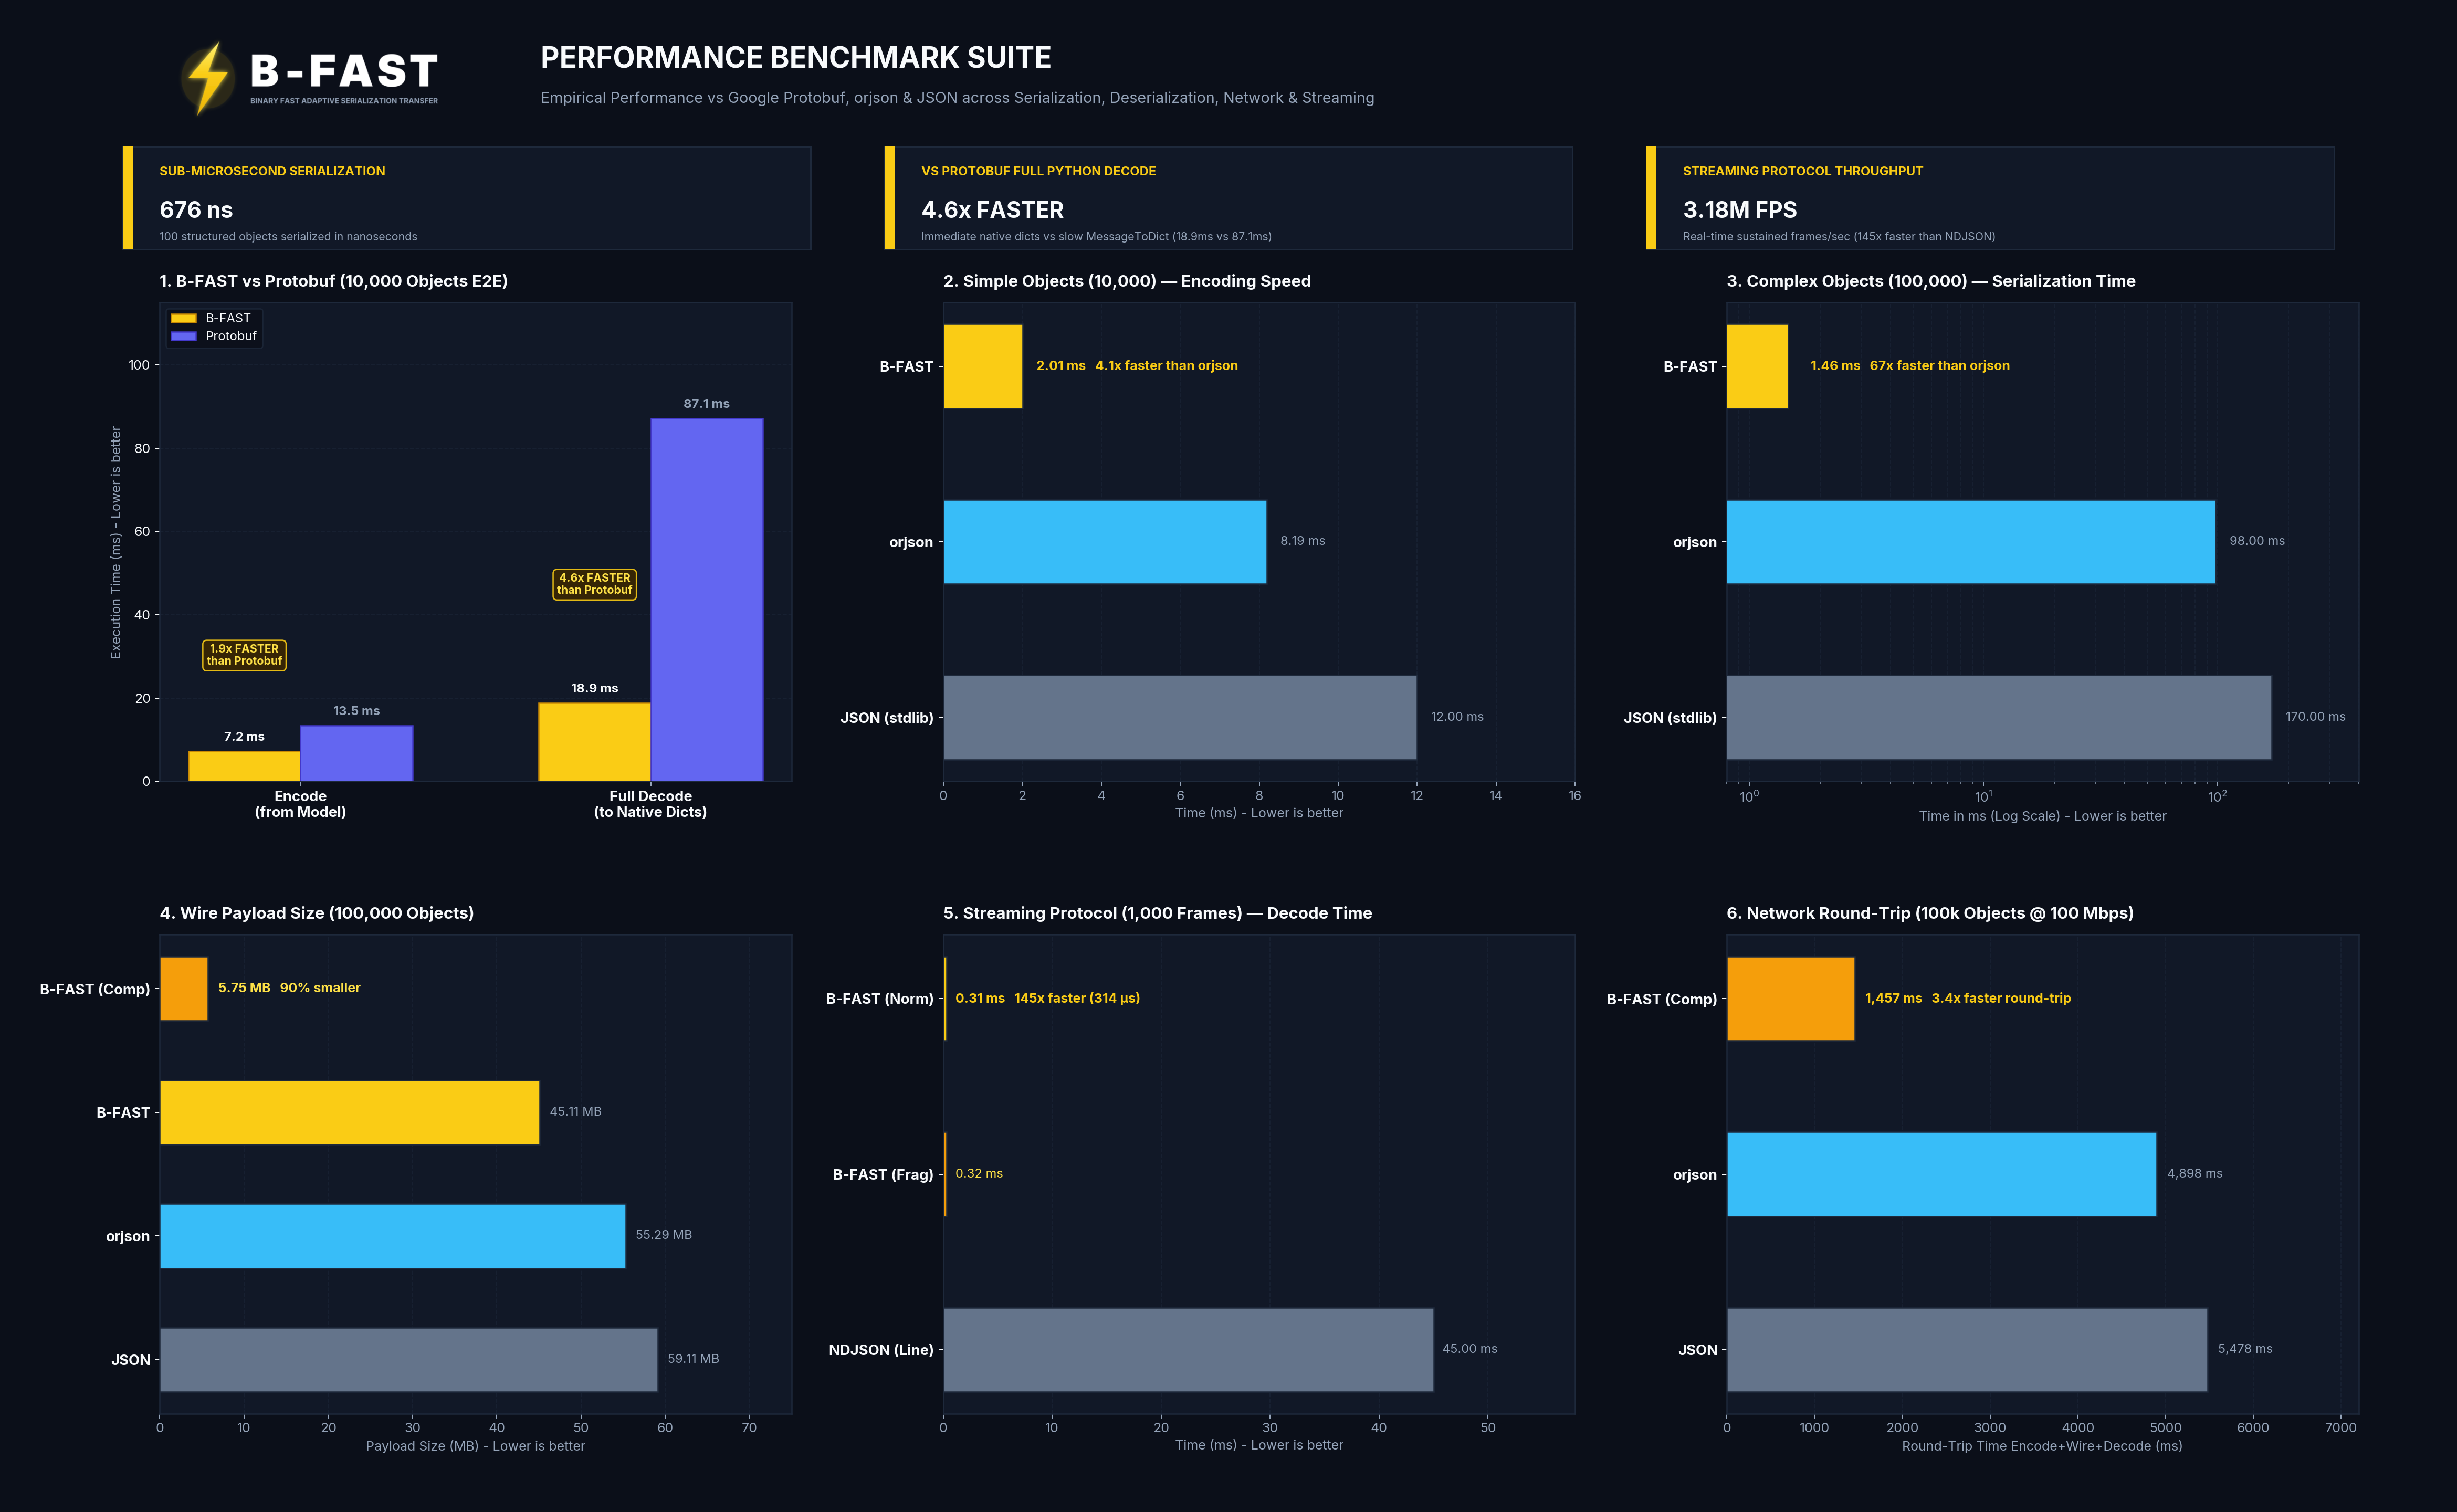 B-FAST
BINARY FAST ADAPTIVE SERIALIZATION TRANSFER
PERFORMANCE BENCHMARK SUITE
Empirical Performance vs Google Protobuf, orjson & JSON across Serialization, Deserialization, Network & Streaming
SUB-MICROSECOND SERIALIZATION
676 ns
100 structured objects serialized in nanoseconds
VS PROTOBUF FULL PYTHON DECODE
4.6x FASTER
Immediate native dicts vs slow MessageToDict (18.9ms vs 87.1ms)
STREAMING PROTOCOL THROUGHPUT
3.18M FPS
Real-time sustained frames/sec (145x faster than NDJSON)
1. B-FAST vs Protobuf (10,000 Objects E2E)
B-FAST
Protobuf
Execution Time (ms) - Lower is better
100
80
60
40
20
0
87.1 ms
4.6x FASTER
than Protobuf
1.9x FASTER
than Protobuf
18.9 ms
13.5 ms
7.2 ms
Encode
(from Model)
Full Decode
(to Native Dicts)
2. Simple Objects (10,000) — Encoding Speed
B-FAST
2.01 ms 4.1x faster than orjson
orjson
8.19 ms
JSON (stdlib)
12.00 ms
0 2 4 6 8 10 12 14 16
Time (ms) - Lower is better
3. Complex Objects (100,000) — Serialization Time
B-FAST
1.46 ms 67x faster than orjson
orjson
98.00 ms
JSON (stdlib)
170.00 ms
10⁰ 10¹ 10²
Time in ms (Log Scale) - Lower is better
4. Wire Payload Size (100,000 Objects)
B-FAST (Comp)
5.75 MB 90% smaller
B-FAST
45.11 MB
orjson
55.29 MB
JSON
59.11 MB
0 10 20 30 40 50 60 70
Payload Size (MB) - Lower is better
5. Streaming Protocol (1,000 Frames) — Decode Time
B-FAST (Norm)
0.31 ms 145x faster (314 µs)
B-FAST (Frag)
0.32 ms
NDJSON (Line)
45.00 ms
0 10 20 30 40 50
Time (ms) - Lower is better
6. Network Round-Trip (100k Objects @ 100 Mbps)
B-FAST (Comp)
1,457 ms 3.4x faster round-trip
orjson
4,898 ms
JSON
5,478 ms
0 1000 2000 3000 4000 5000 6000 7000
Round-Trip Time Encode+Wire+Decode (ms)